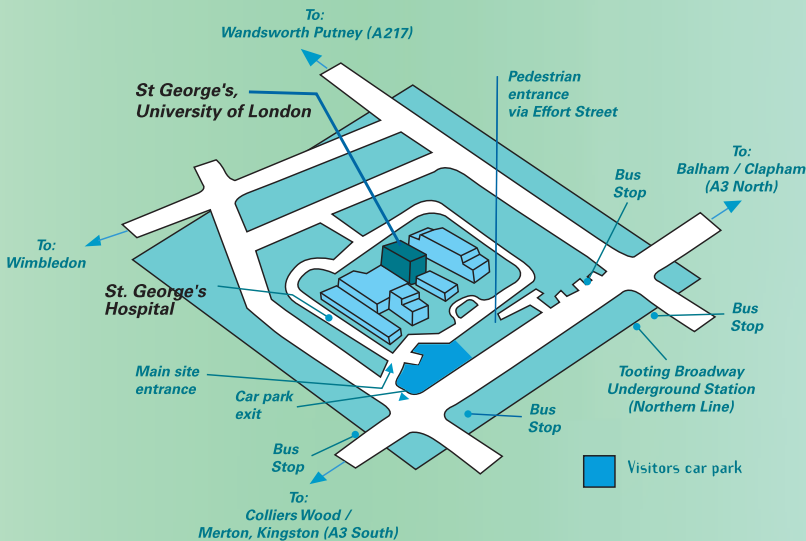 To:
Wandsworth Putney (A217)
St George's,
University of London
Pedestrian
entrance
via Effort Street
To:
Balham / Clapham
(A3 North)
Bus
Stop
To:
Wimbledon
St. George's
Hospital
Bus
Stop
Tooting Broadway
Underground Station
(Northern Line)
Main site
entrance
Car park
exit
Bus
Stop
Bus
Stop
Visitors car park
To:
Colliers Wood /
Merton, Kingston (A3 South)